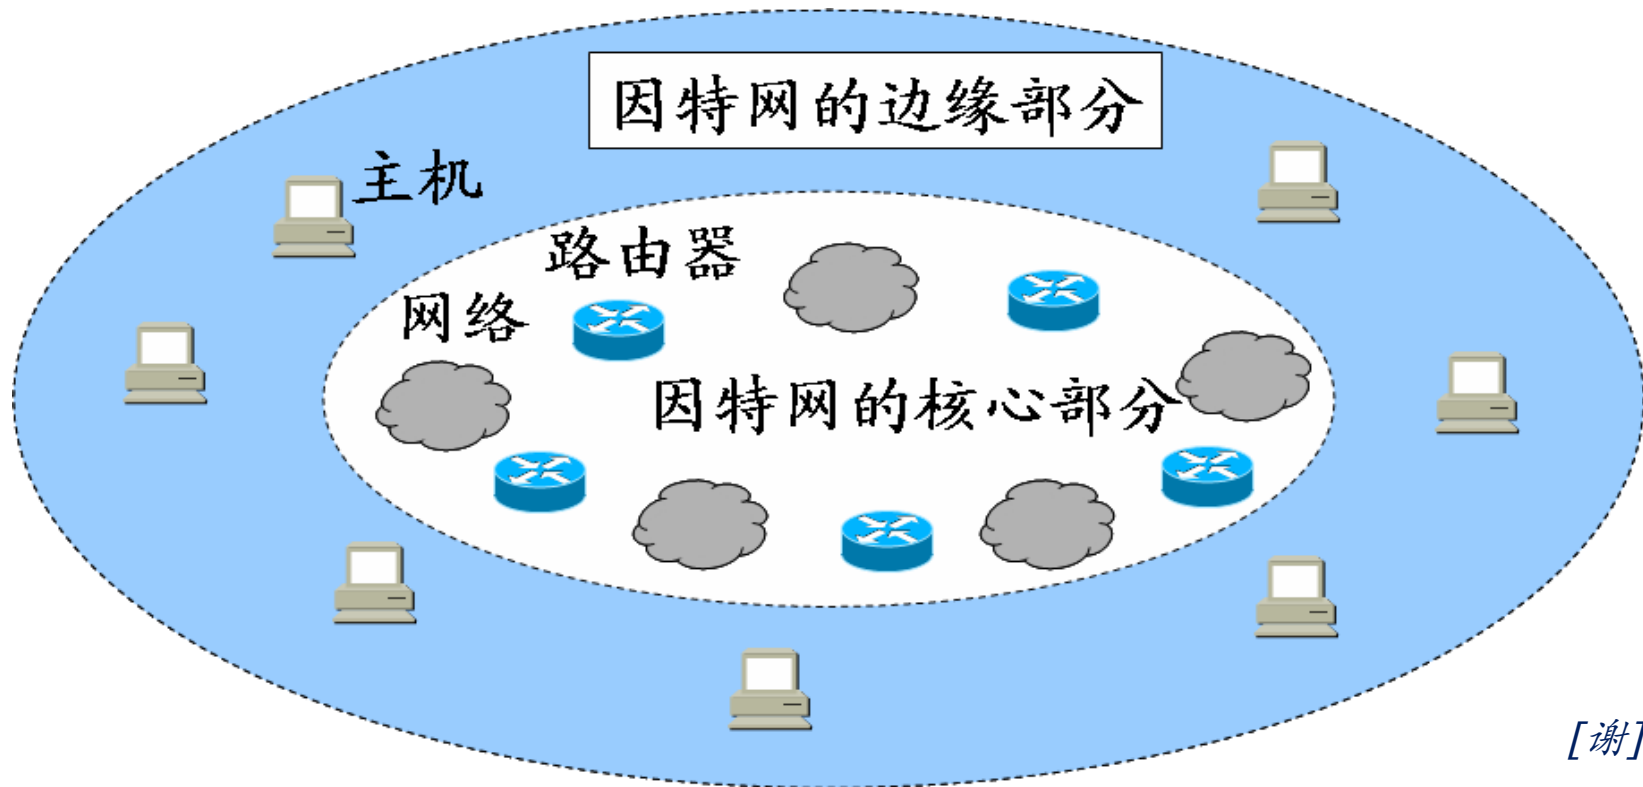 因特网的边缘部分
主机
路由器
网络
因特网的核心部分
[谢]